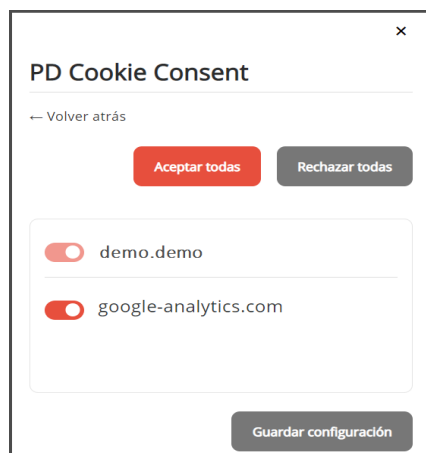 ×
PD Cookie Consent
← Volver atrás
Aceptar todas Rechazar todas
demo.demo
google-analytics.com
Guardar configuración